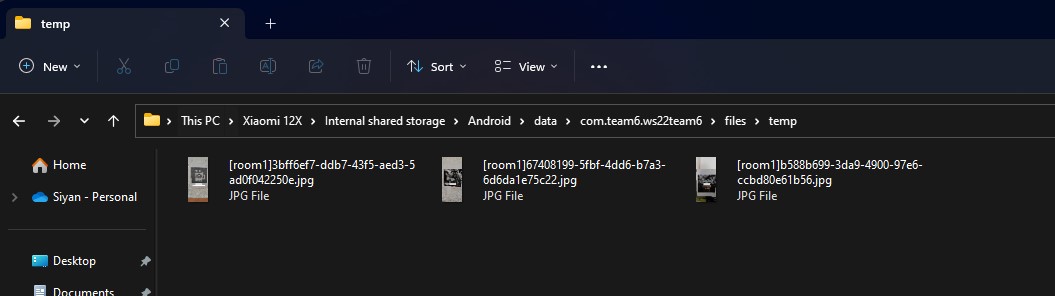 temp
New
Sort
View
This PC > Xiaomi 12X > Internal shared storage > Android > data > com.team6.ws22team6 > files > temp
Home
Siyan - Personal
Desktop
Documents
[room1]3bff6ef7-ddb7-43f5-aed3-5
ad0f042250e.jpg
JPG File
[room1]67408199-5fbf-4dd6-b7a3-
6d6da1e75c22.jpg
JPG File
[room1]b588b699-3da9-4900-97e6-
ccbd80e61b56.jpg
JPG File